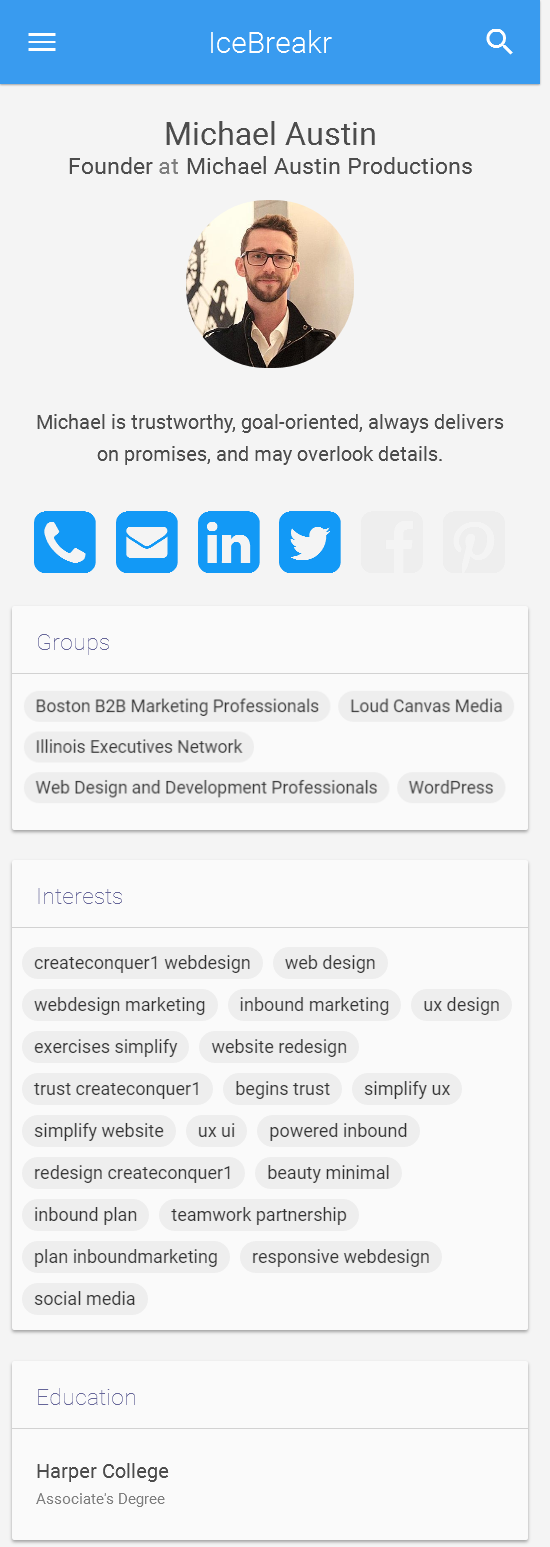 IceBreakr
Michael Austin
Founder at Michael Austin Productions
Michael is trustworthy, goal-oriented, always delivers
on promises, and may overlook details.
Groups
Boston B2B Marketing Professionals Loud Canvas Media
Illinois Executives Network
Web Design and Development Professionals WordPress
Interests
createconquer1 webdesign web design
webdesign marketing inbound marketing ux design
exercises simplify website redesign
trust createconquer1 begins trust simplify ux
simplify website ux ui powered inbound
redesign createconquer1 beauty minimal
inbound plan teamwork partnership
plan inboundmarketing responsive webdesign
social media
Education
Harper College
Associate's Degree